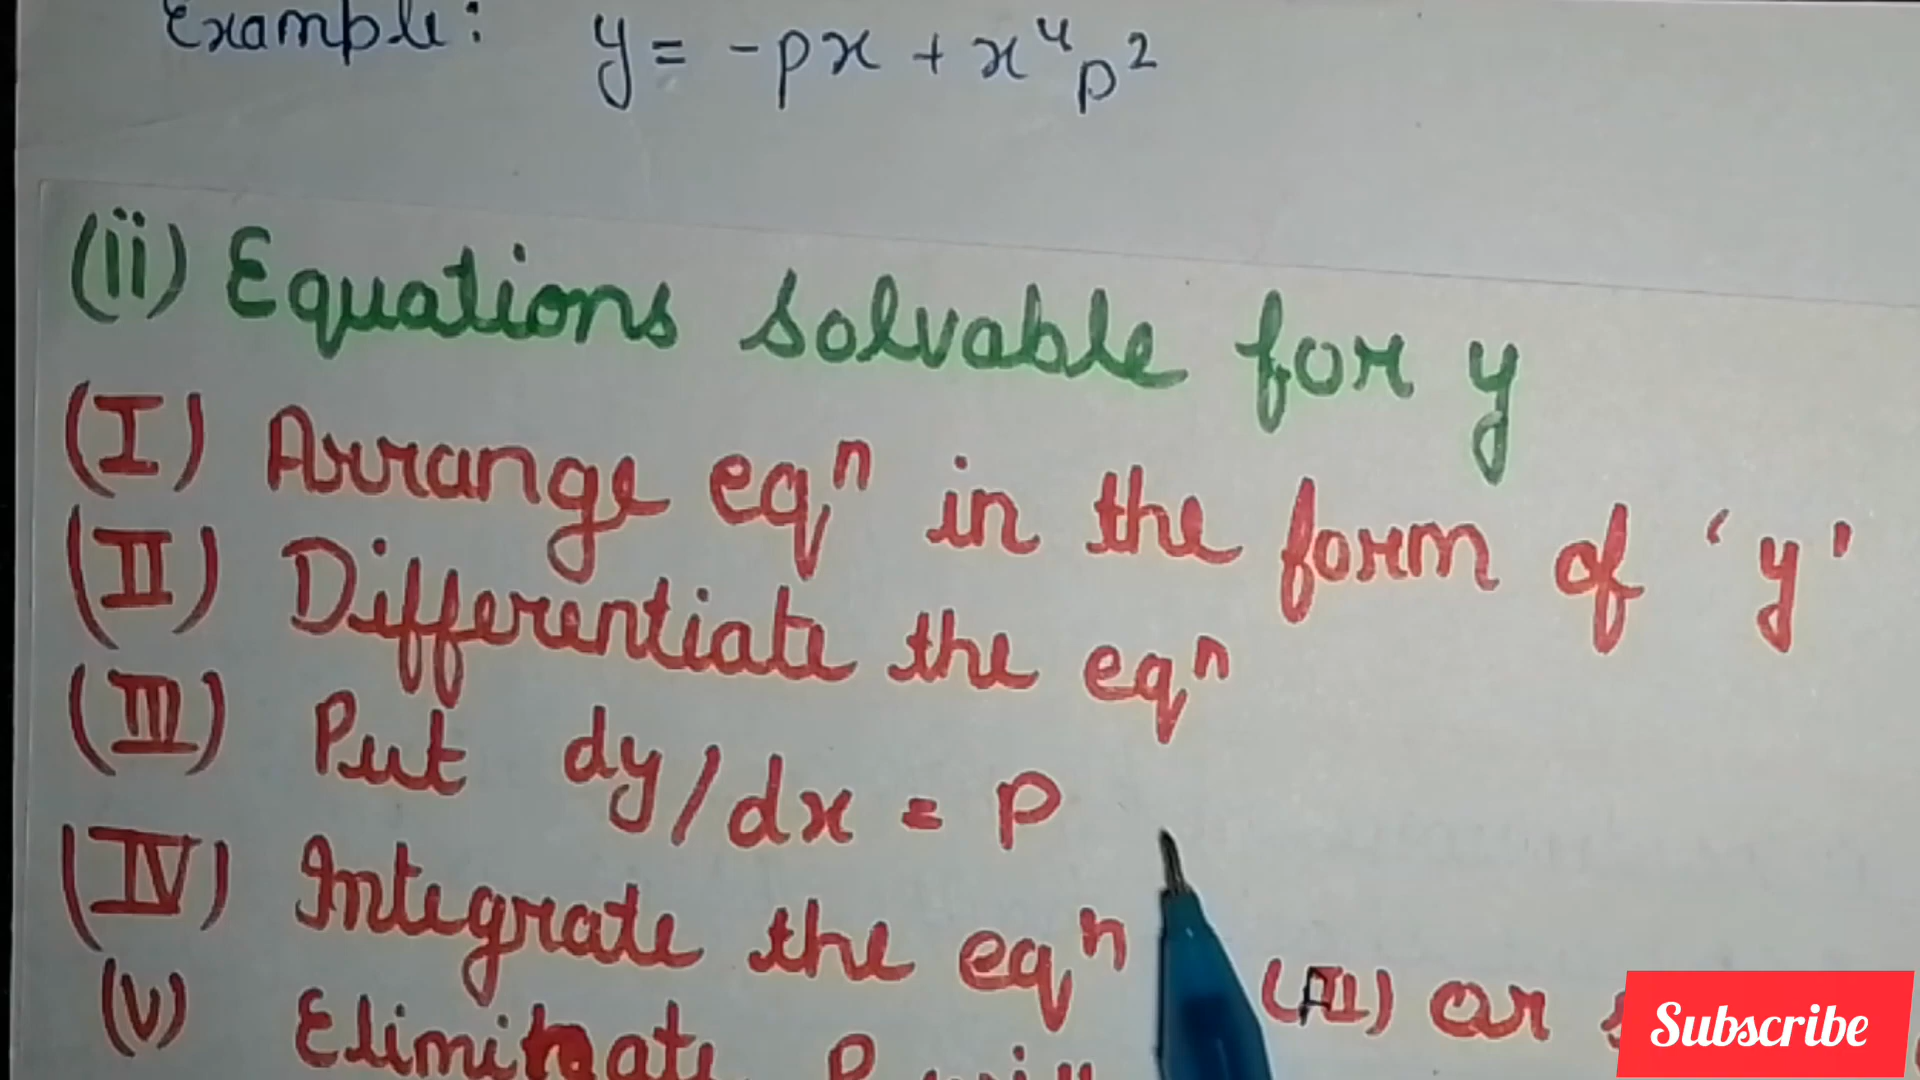 Example: y = -px + x⁴p²
(ii) Equations solvable for y
(I) Arrange eqⁿ in the form of 'y'
(II) Differentiate the eqⁿ
(III) Put dy/dx = P
(IV) Integrate the eqⁿ (III) or
(V) Eliminate P
Subscribe